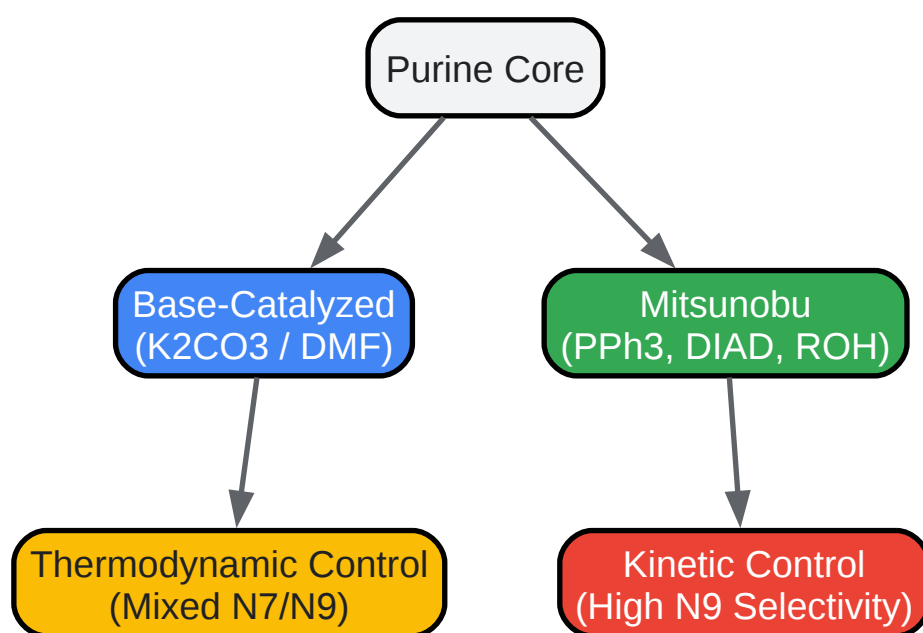 Purine Core
Base-Catalyzed
(K2CO3 / DMF)
Mitsunobu
(PPh3, DIAD, ROH)
Thermodynamic Control
(Mixed N7/N9)
Kinetic Control
(High N9 Selectivity)